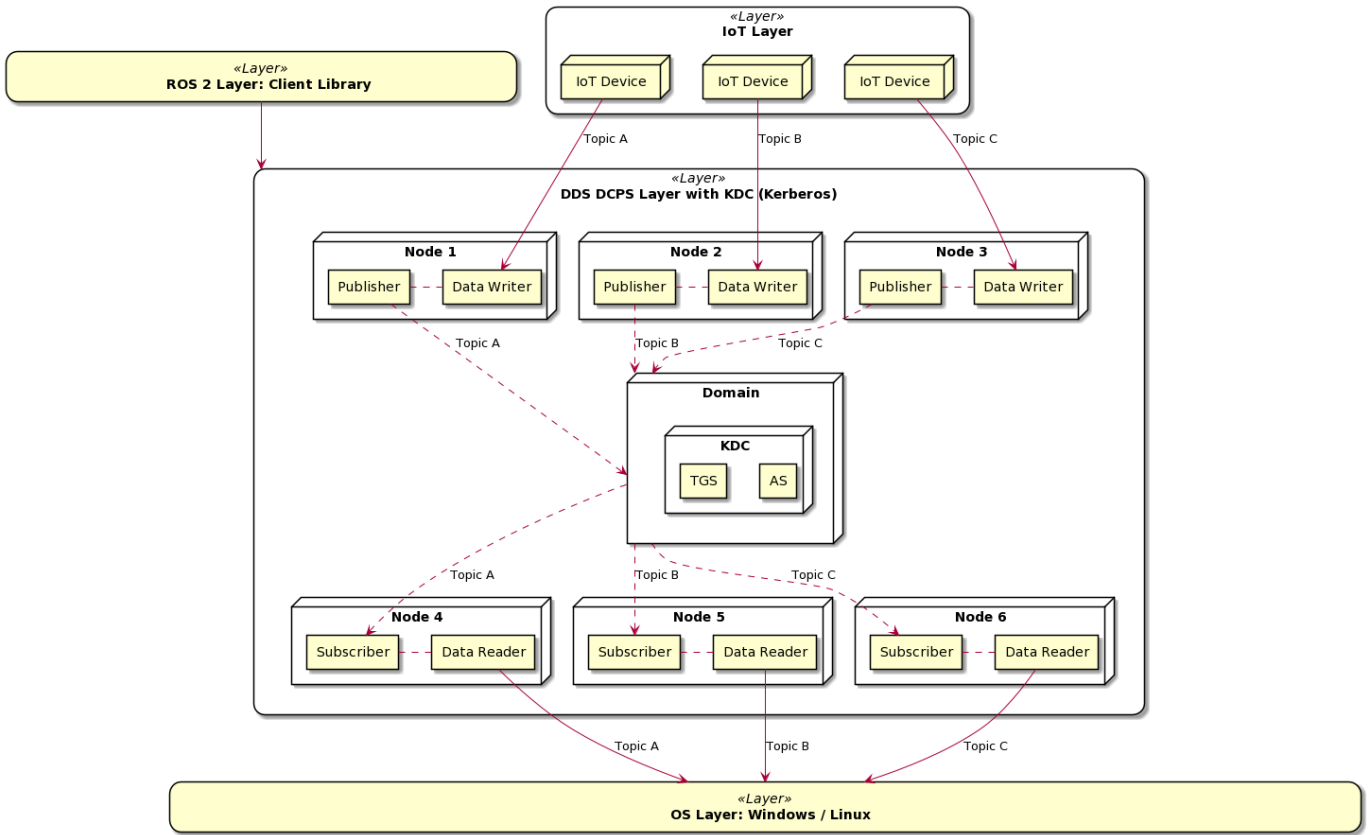 «Layer»
IoT Layer
IoT Device
IoT Device
IoT Device
«Layer»
ROS 2 Layer: Client Library
Topic A
Topic B
Topic C
«Layer»
DDS DCPS Layer with KDC (Kerberos)
Node 1
Publisher
Data Writer
Node 2
Publisher
Data Writer
Node 3
Publisher
Data Writer
Topic A
Topic B
Topic C
Domain
KDC
TGS
AS
Topic A
Topic B
Topic C
Node 4
Subscriber
Data Reader
Node 5
Subscriber
Data Reader
Node 6
Subscriber
Data Reader
Topic A
Topic B
Topic C
«Layer»
OS Layer: Windows / Linux